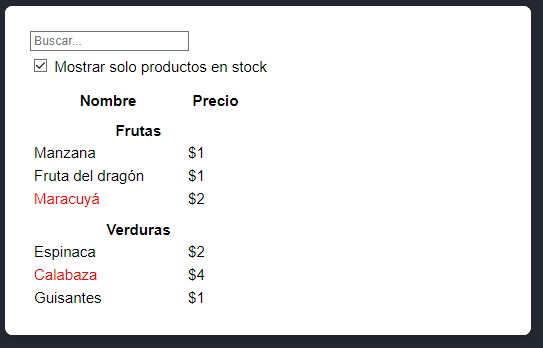 Buscar...
Mostrar solo productos en stock
Nombre Precio
Frutas
Manzana $1
Fruta del dragón $1
Maracuyá $2
Verduras
Espinaca $2
Calabaza $4
Guisantes $1